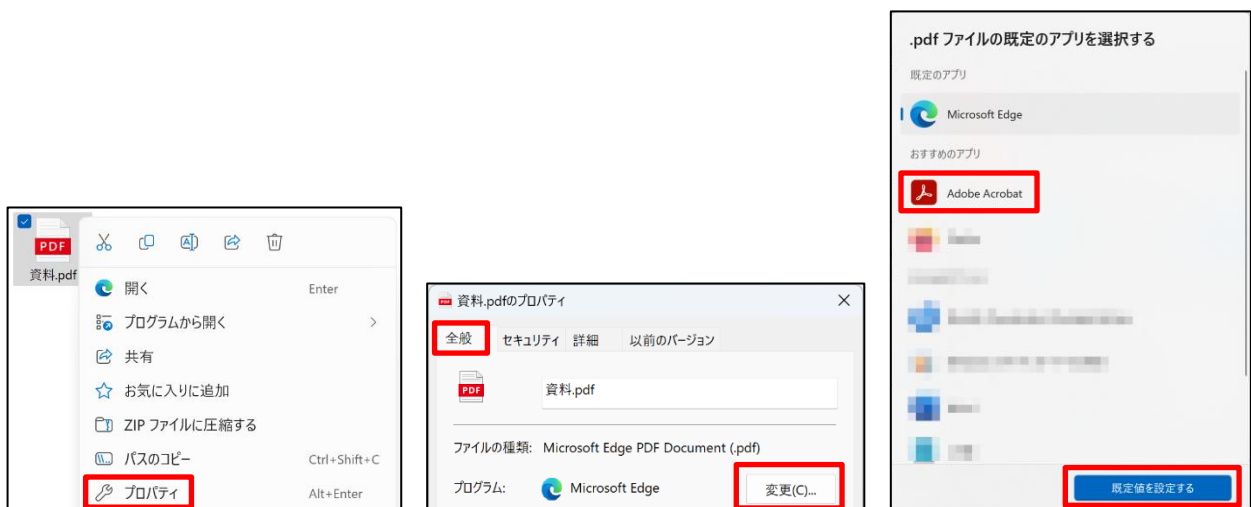 PDF
資料.pdf
開く Enter
プログラムから開く
共有
お気に入りに追加
ZIP ファイルに圧縮する
パスのコピー Ctrl+Shift+C
プロパティ Alt+Enter
資料.pdfのプロパティ
全般 セキュリティ 詳細 以前のバージョン
PDF
資料.pdf
ファイルの種類: Microsoft Edge PDF Document (.pdf)
プログラム: Microsoft Edge 変更(C)...
.pdf ファイルの既定のアプリを選択する
既定のアプリ
Microsoft Edge
おすすめのアプリ
Adobe Acrobat
既定値を設定する